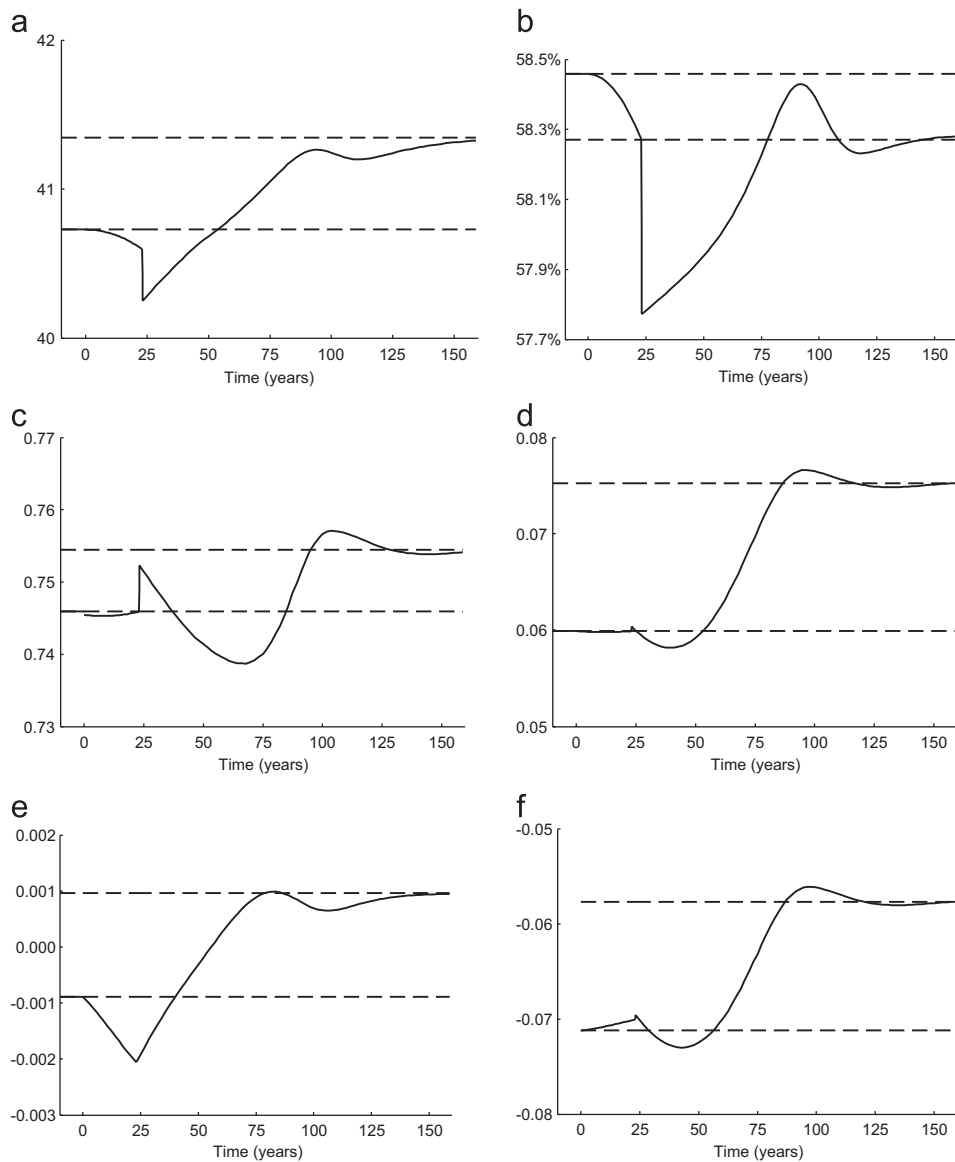 a
42
41
40
0 25 50 75 100 125 150
Time (years)
b
58.5%
58.3%
58.1%
57.9%
57.7%
0 25 50 75 100 125 150
Time (years)
c
0.77
0.76
0.75
0.74
0.73
0 25 50 75 100 125 150
Time (years)
d
0.08
0.07
0.06
0.05
0 25 50 75 100 125 150
Time (years)
e
0.002
0.001
0.000
-0.001
-0.002
-0.003
0 25 50 75 100 125 150
Time (years)
f
-0.05
-0.06
-0.07
-0.08
0 25 50 75 100 125 150
Time (years)